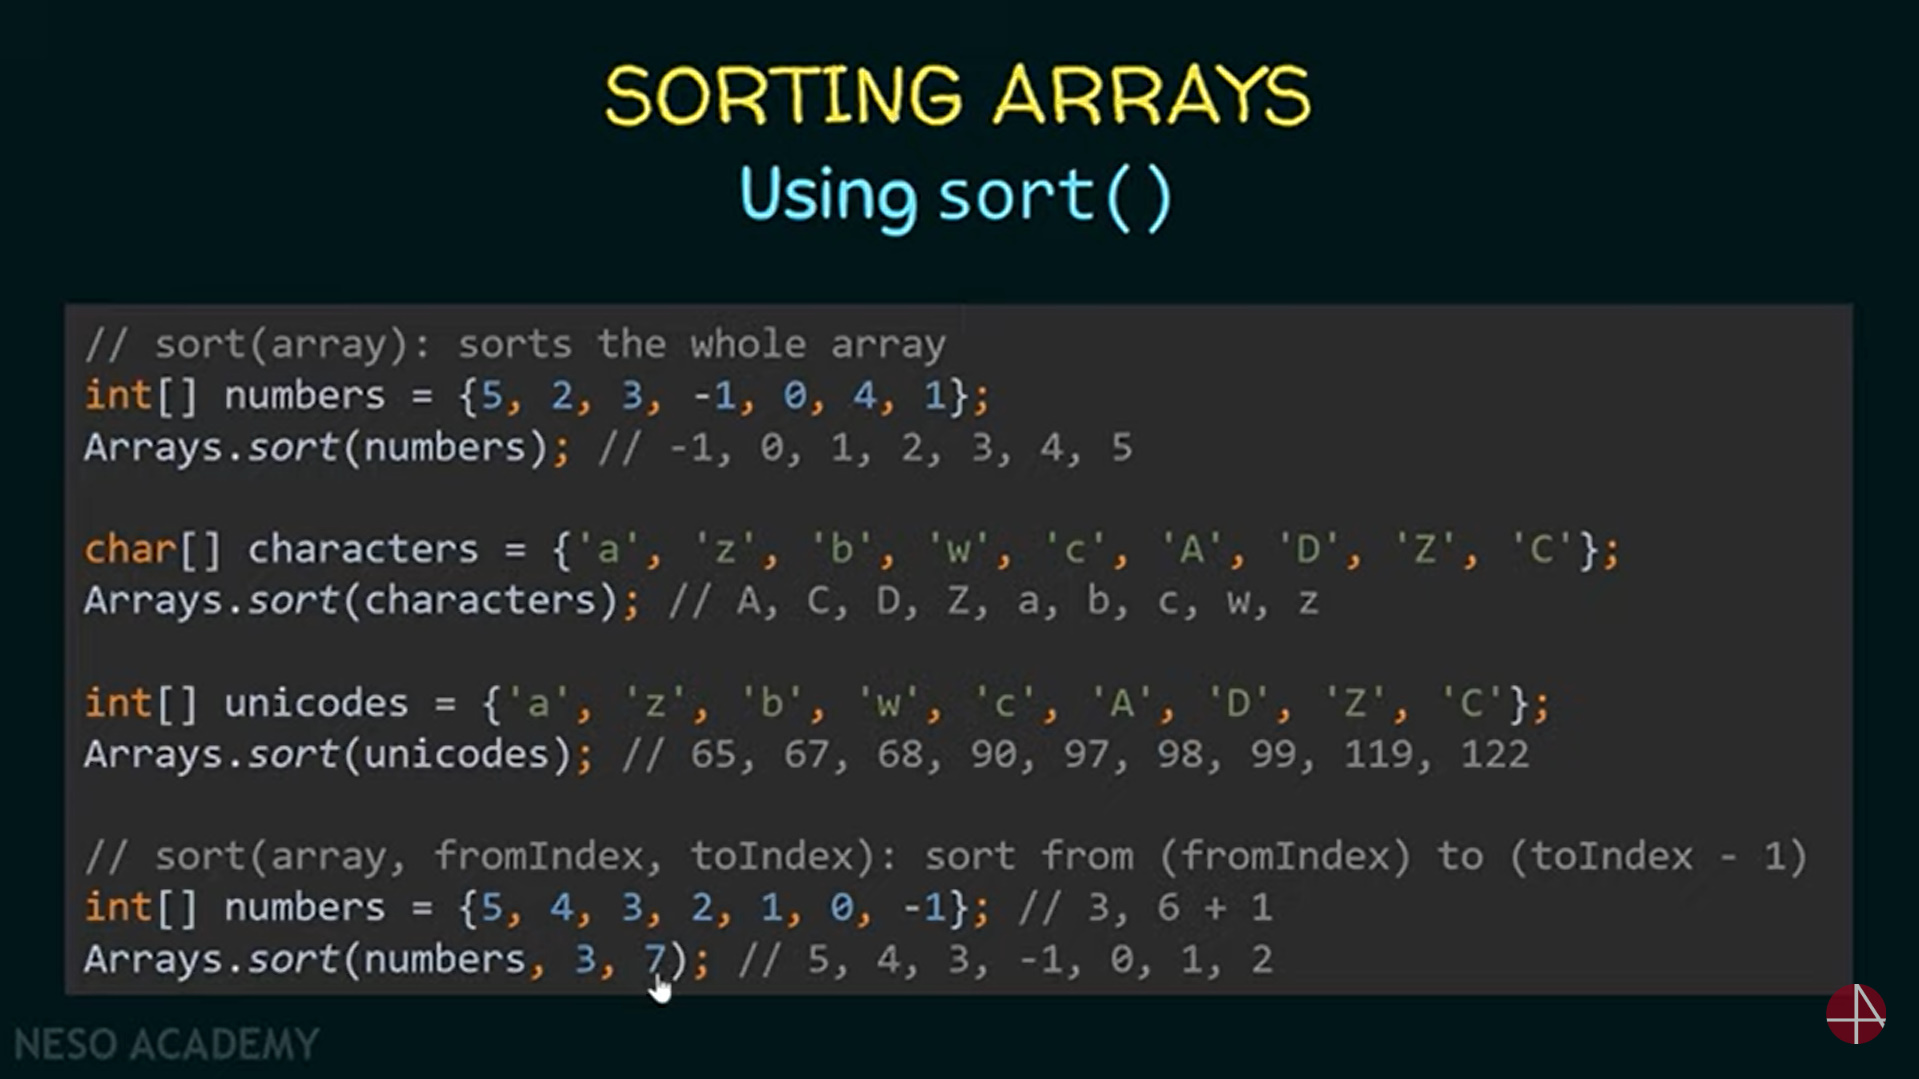 SORTING ARRAYS
Using sort()
// sort(array): sorts the whole array
int[] numbers = {5, 2, 3, -1, 0, 4, 1};
Arrays.sort(numbers); // -1, 0, 1, 2, 3, 4, 5
char[] characters = {'a', 'z', 'b', 'w', 'c', 'A', 'D', 'Z', 'C'};
Arrays.sort(characters); // A, C, D, Z, a, b, c, w, z
int[] unicodes = {'a', 'z', 'b', 'w', 'c', 'A', 'D', 'Z', 'C'};
Arrays.sort(unicodes); // 65, 67, 68, 90, 97, 98, 99, 119, 122
// sort(array, fromIndex, toIndex): sort from (fromIndex) to (toIndex - 1)
int[] numbers = {5, 4, 3, 2, 1, 0, -1}; // 3, 6 + 1
Arrays.sort(numbers, 3, 7); // 5, 4, 3, -1, 0, 1, 2
NESO ACADEMY